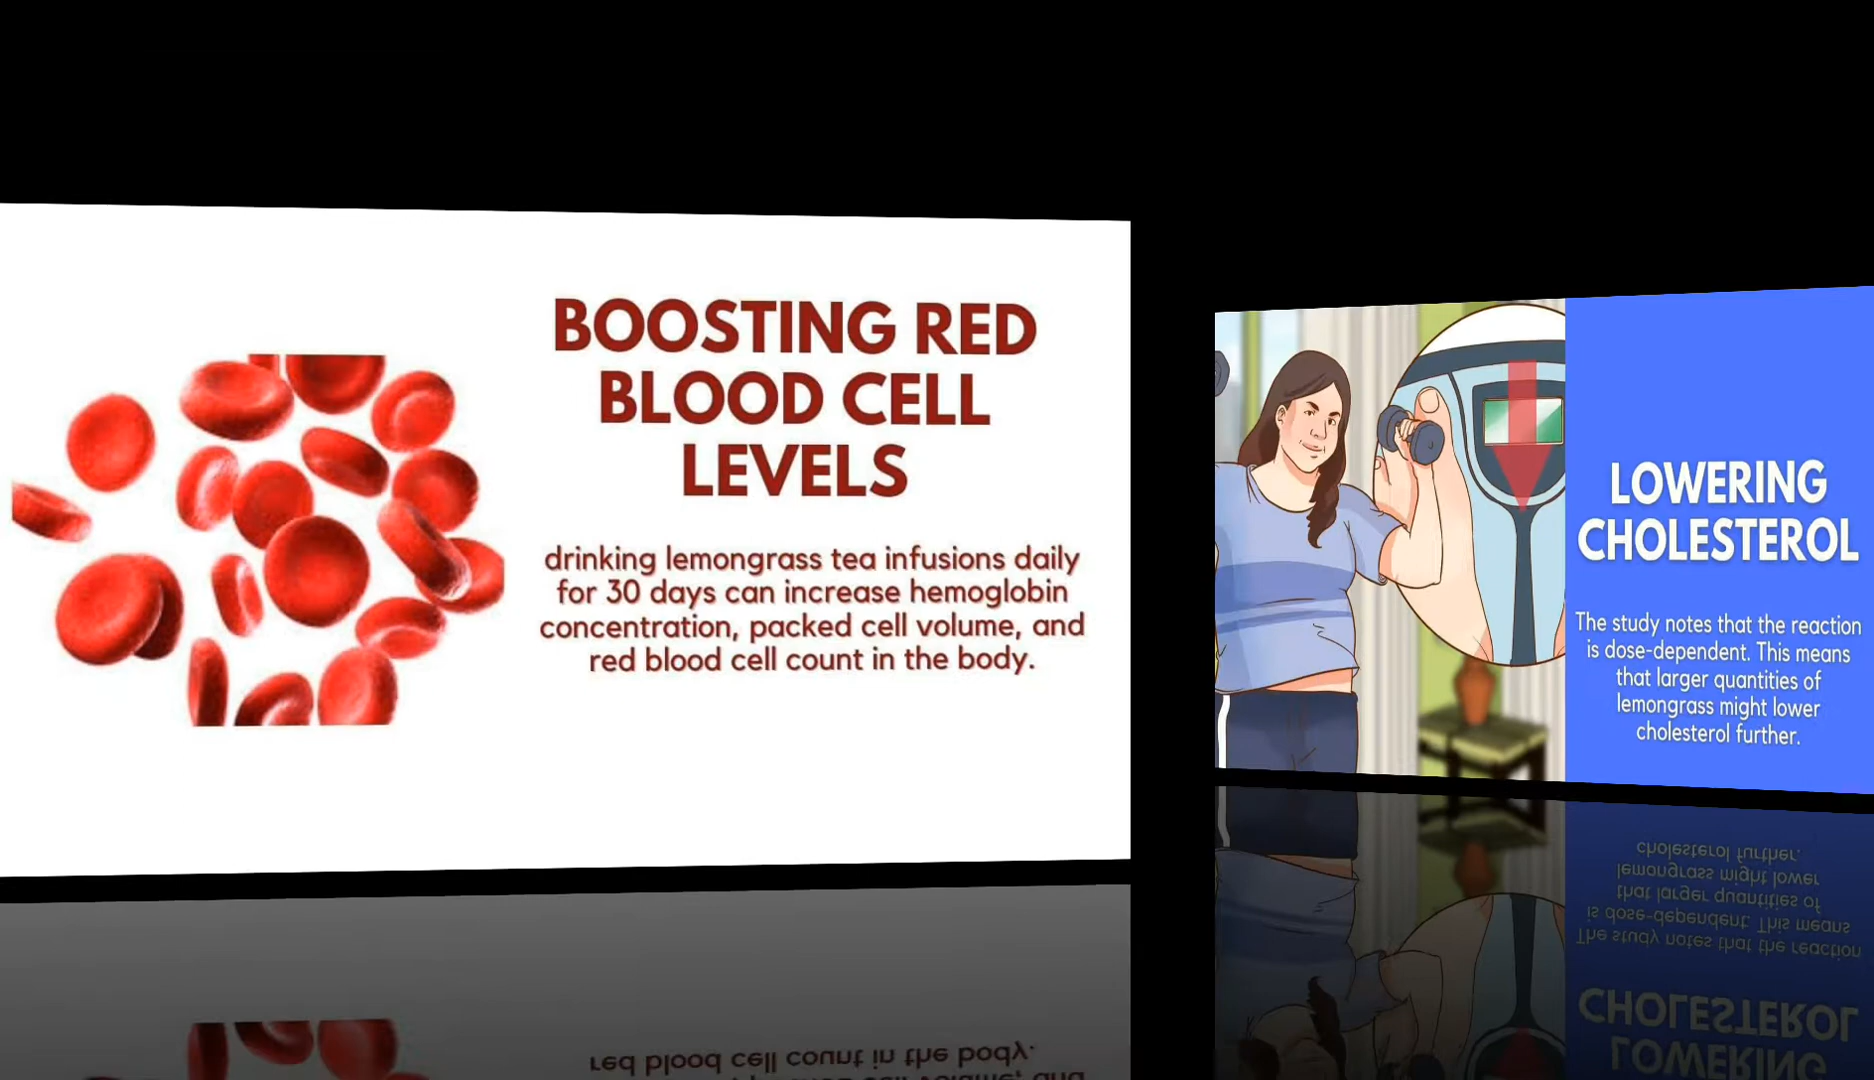 BOOSTING RED
BLOOD CELL
LEVELS
drinking lemongrass tea infusions daily
for 30 days can increase hemoglobin
concentration, packed cell volume, and
red blood cell count in the body.
LOWERING
CHOLESTEROL
The study notes that the reaction
is dose-dependent. This means
that larger quantities of
lemongrass might lower
cholesterol further.